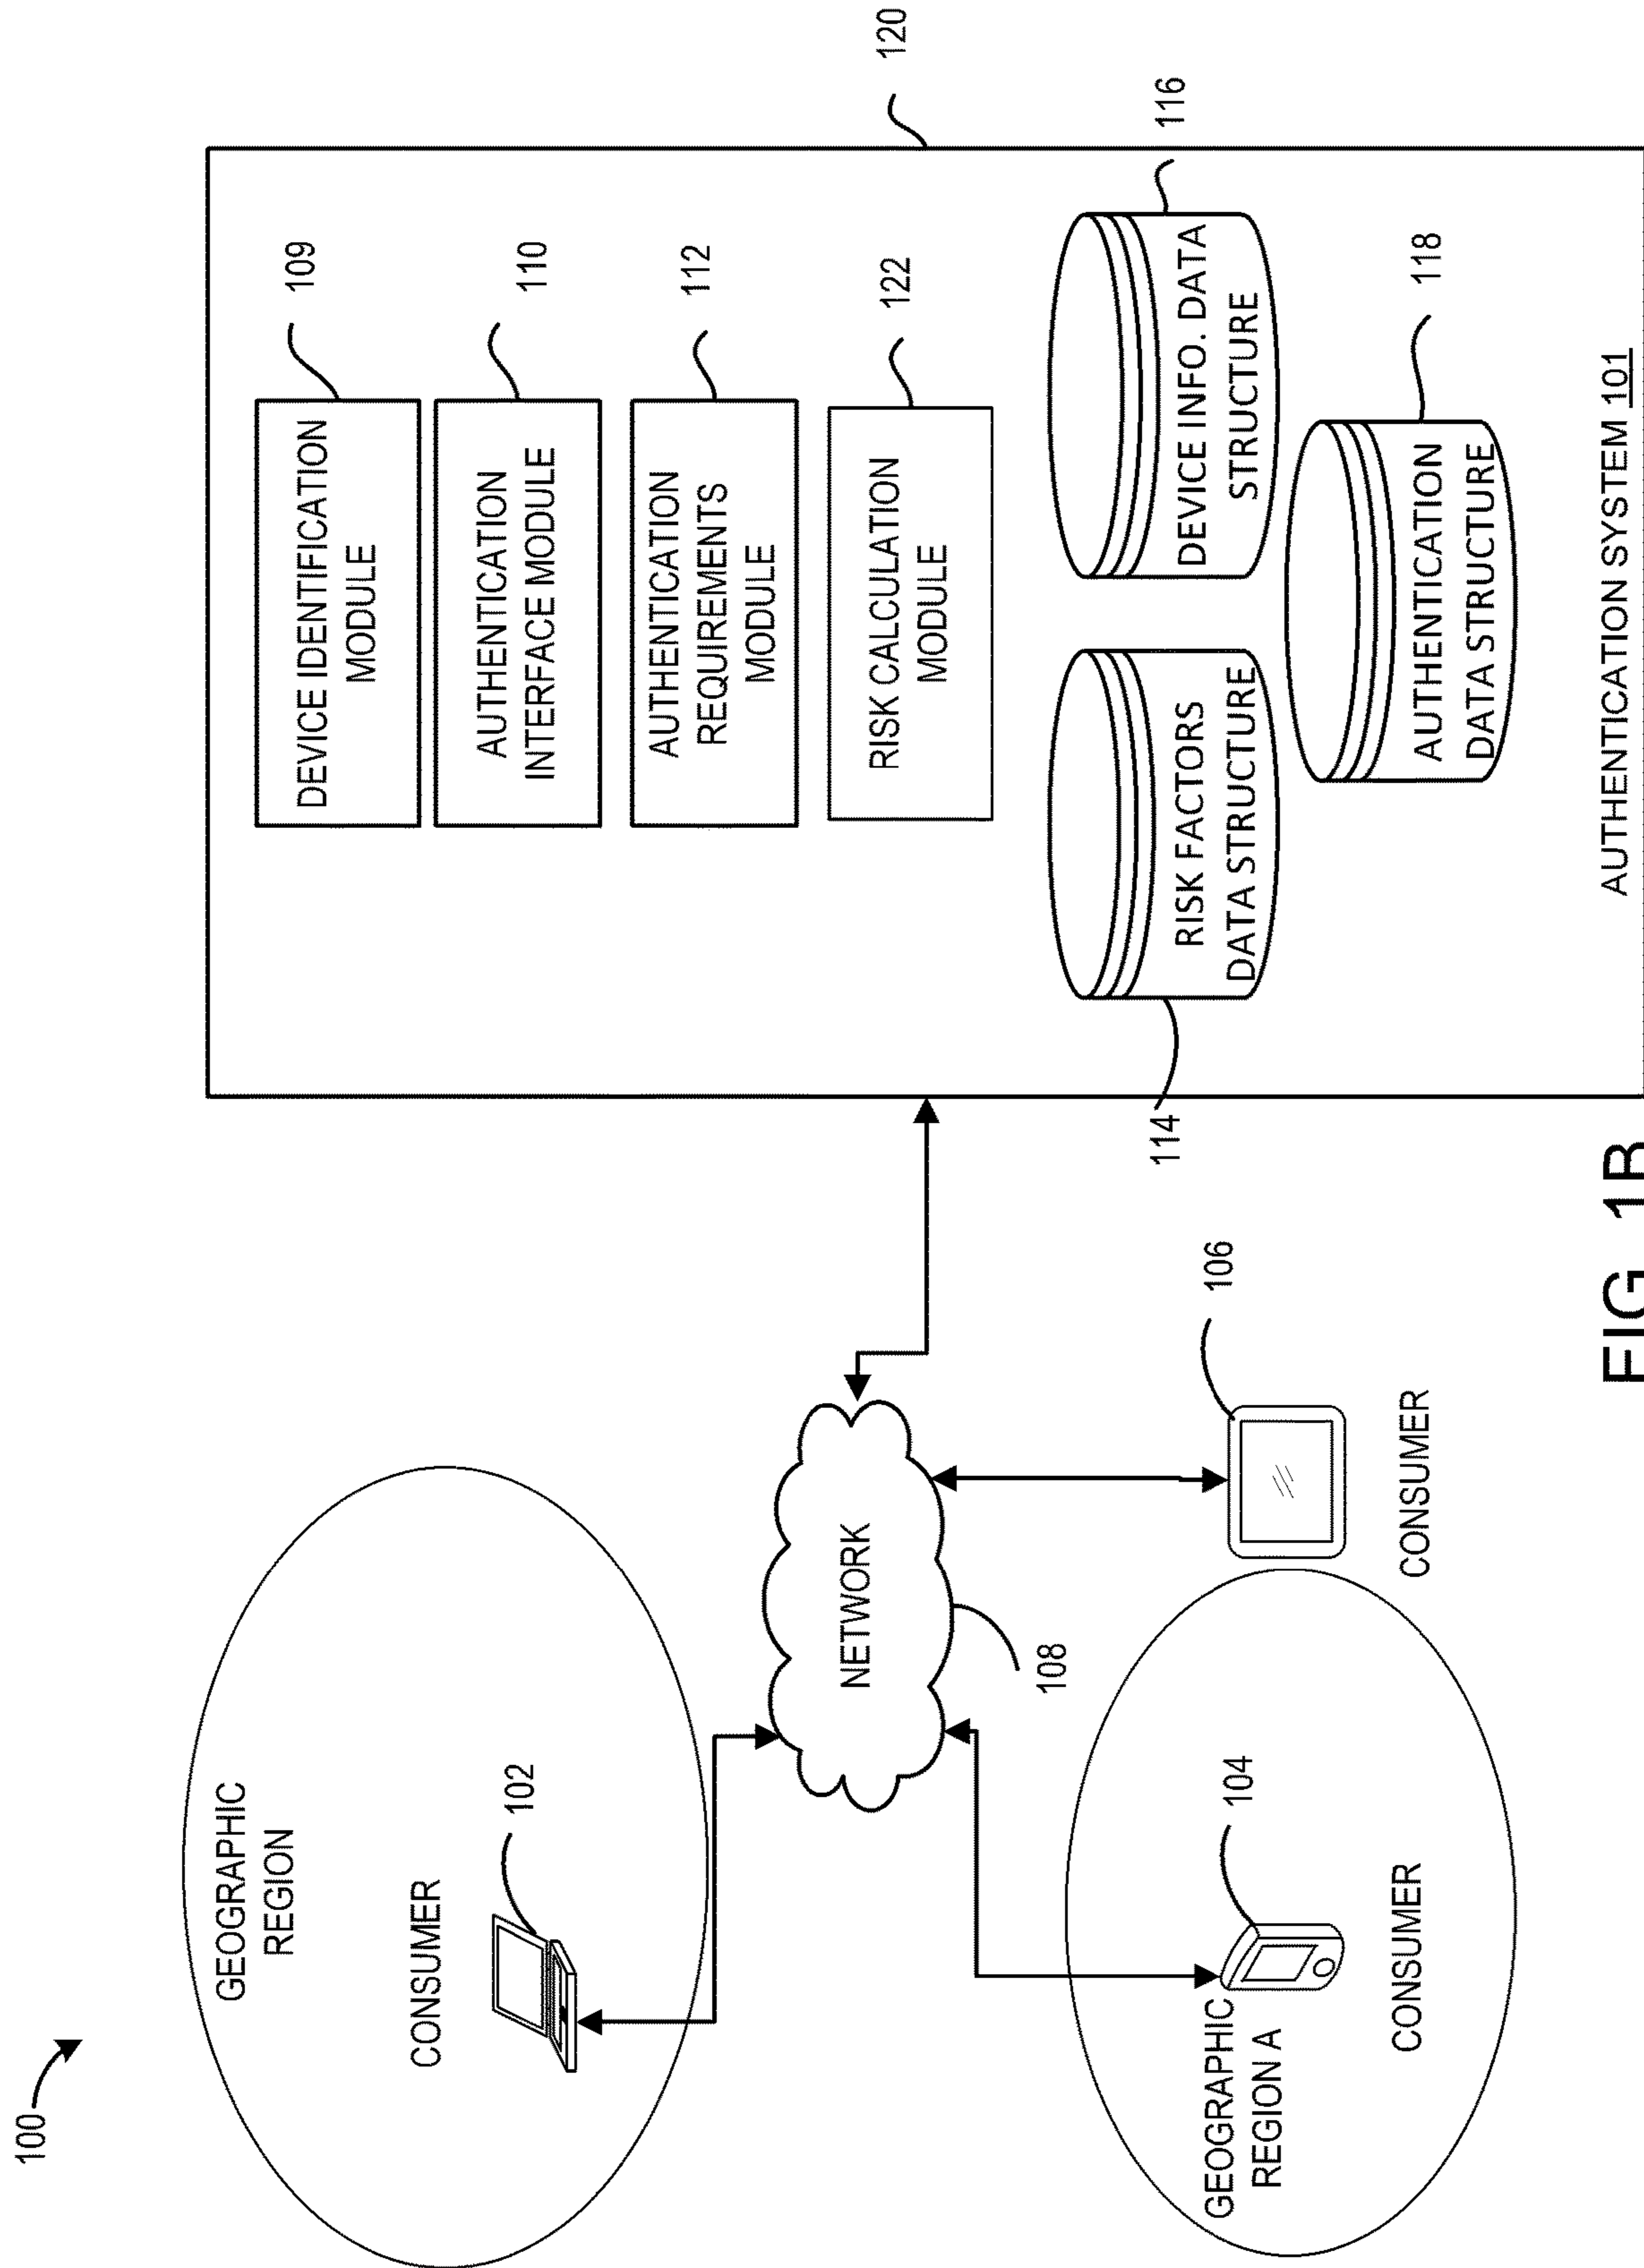 100
GEOGRAPHIC
REGION
CONSUMER
102
NETWORK
108
GEOGRAPHIC
REGION A
104
CONSUMER
106
CONSUMER
120
DEVICE IDENTIFICATION
MODULE
109
AUTHENTICATION
INTERFACE MODULE
110
AUTHENTICATION
REQUIREMENTS
MODULE
112
RISK CALCULATION
MODULE
122
RISK FACTORS
DATA STRUCTURE
114
DEVICE INFO. DATA
STRUCTURE
116
AUTHENTICATION
DATA STRUCTURE
118
AUTHENTICATION SYSTEM 101
FIG. 1B